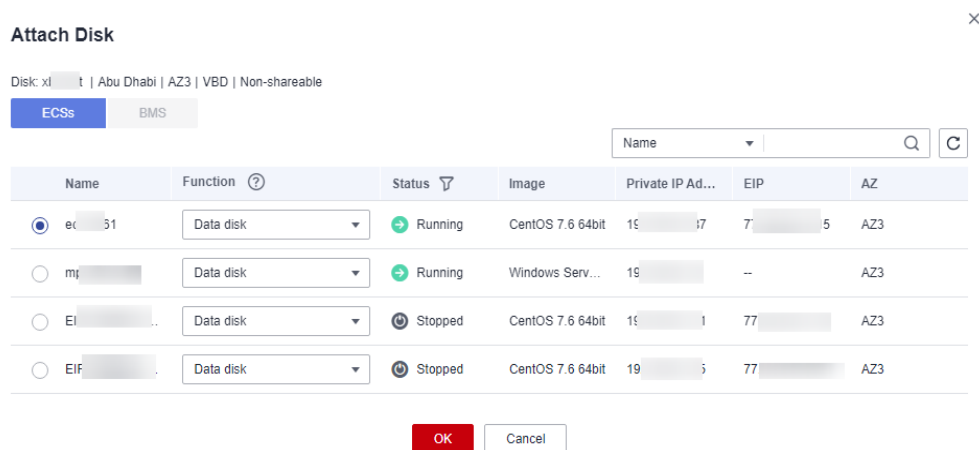 Attach Disk
Disk: xl t | Abu Dhabi | AZ3 | VBD | Non-shareable
ECSs BMS
Name
Name Function ? Status Image Private IP Ad... EIP AZ
ec 61 Data disk Running CentOS 7.6 64bit 19 37 7 5 AZ3
mp Data disk Running Windows Serv... 19 -- AZ3
EI .. Data disk Stopped CentOS 7.6 64bit 19 1 77 AZ3
EIF . Data disk Stopped CentOS 7.6 64bit 19 5 77 AZ3
OK Cancel